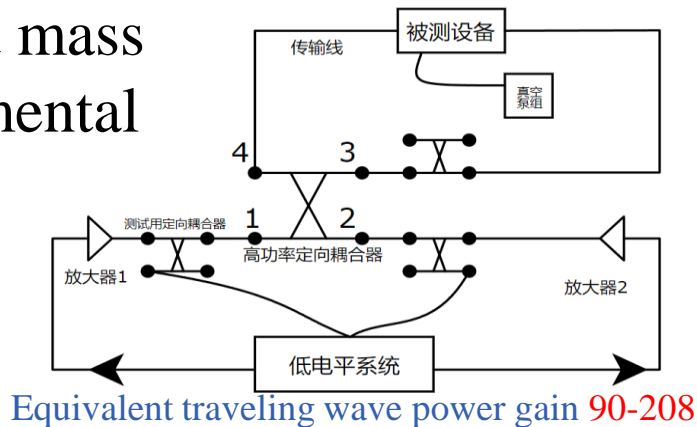 mass
mental
被测设备
传输线
真空
泵组
4
3
测试用定向耦合器
1
2
高功率定向耦合器
放大器1
放大器2
低电平系统
Equivalent traveling wave power gain 90-208